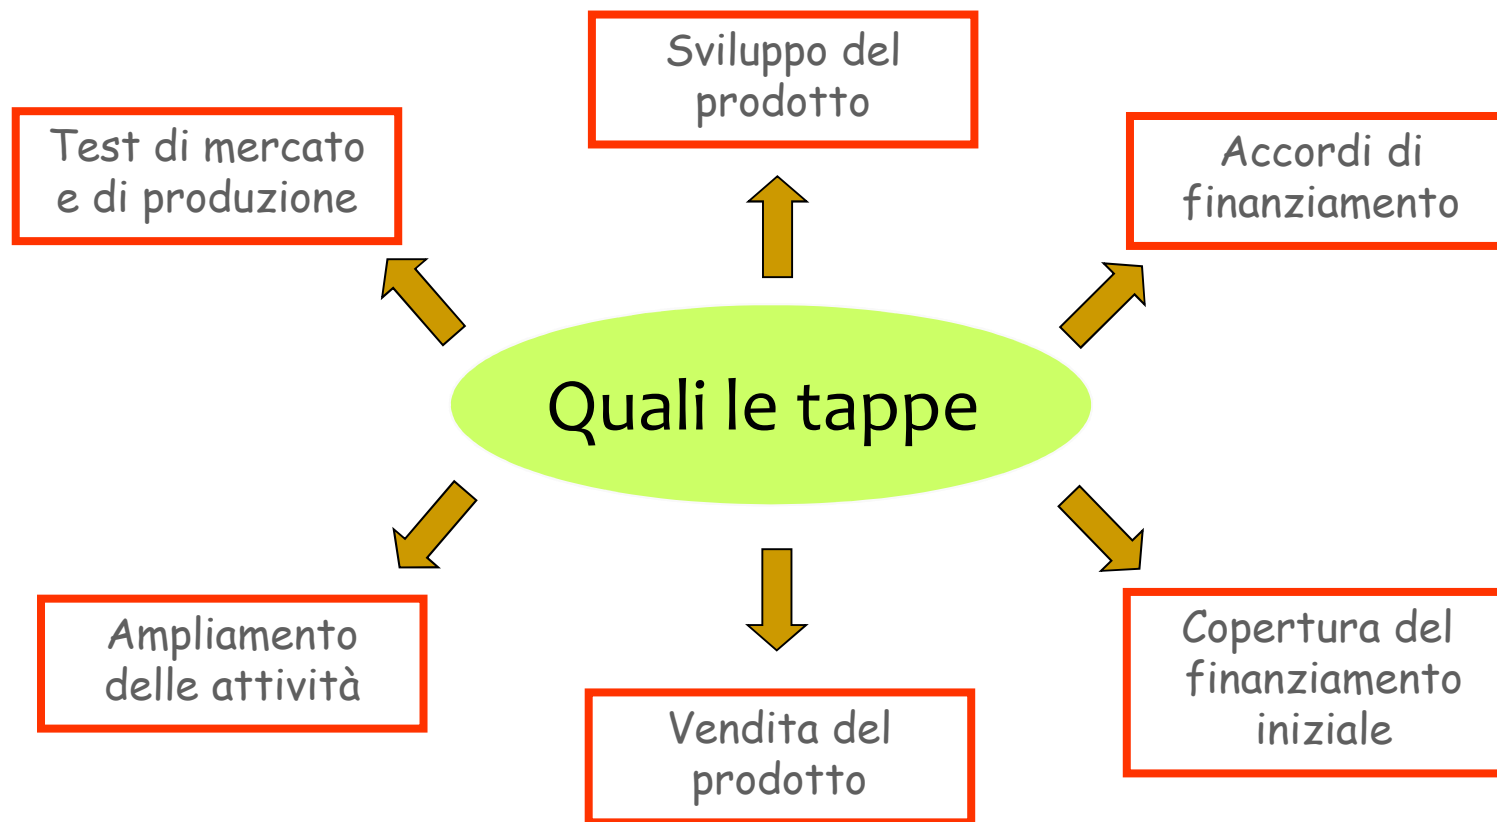 Sviluppo del
prodotto
Test di mercato
e di produzione
Accordi di
finanziamento
Quali le tappe
Ampliamento
delle attività
Copertura del
finanziamento
iniziale
Vendita del
prodotto